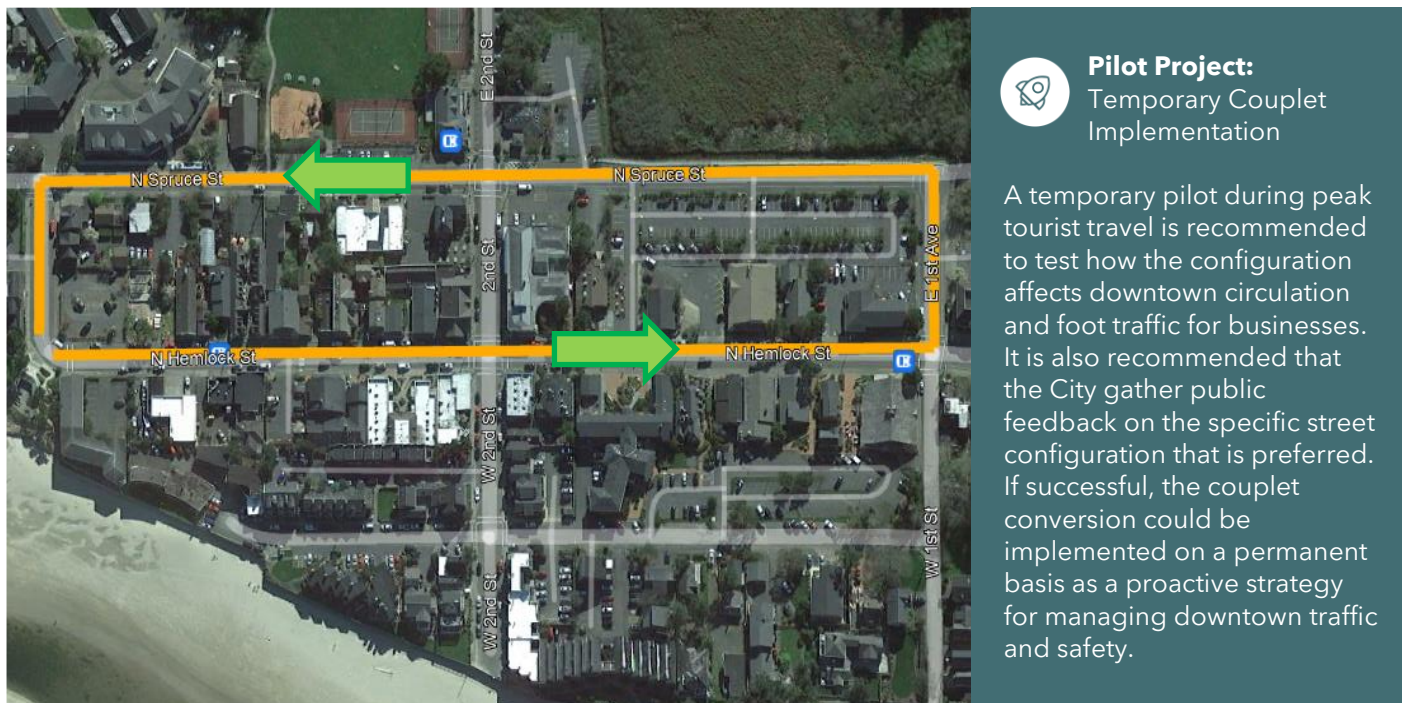 E 2nd St
N Spruce St
N Spruce St
2nd St
E 1st Ave
N Hemlock St
N Hemlock St
W 2nd St
W 1st St
W 2nd St
Pilot Project:
Temporary Couplet
Implementation
A temporary pilot during peak
tourist travel is recommended
to test how the configuration
affects downtown circulation
and foot traffic for businesses.
It is also recommended that
the City gather public
feedback on the specific street
configuration that is preferred.
If successful, the couplet
conversion could be
implemented on a permanent
basis as a proactive strategy
for managing downtown traffic
and safety.